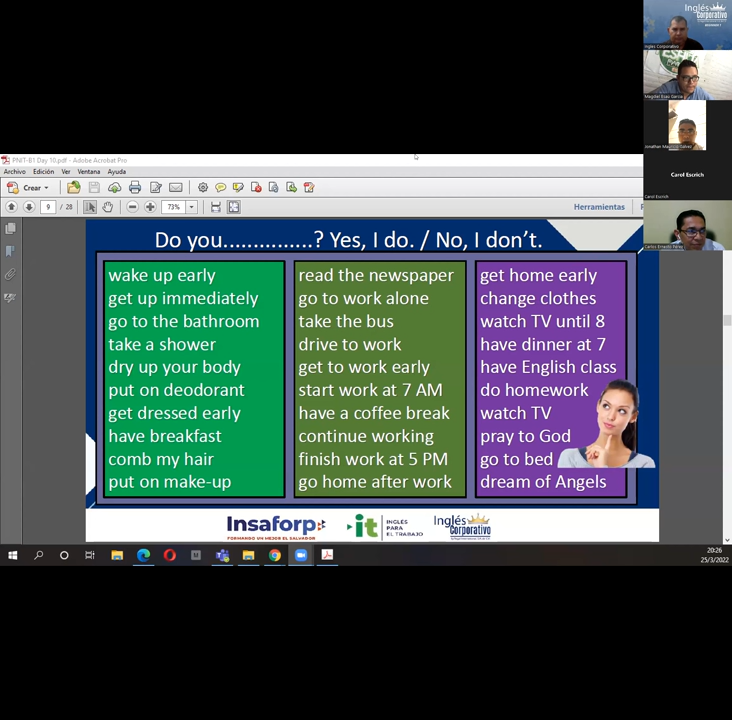 Inglés
Corporativo
Inglés Corporativo
Carol Escrich
Carol Escrich
PNIT-B1 Day 10.pdf - Adobe Acrobat Pro
Archivo Edición Ver Ventana Ayuda
Crear
9 / 28
73%
Herramientas
Do you...............? Yes, I do. / No, I don't.
wake up early
get up immediately
go to the bathroom
take a shower
dry up your body
put on deodorant
get dressed early
have breakfast
comb my hair
put on make-up
read the newspaper
go to work alone
take the bus
drive to work
get to work early
start work at 7 AM
have a coffee break
continue working
finish work at 5 PM
go home after work
get home early
change clothes
watch TV until 8
have dinner at 7
have English class
do homework
watch TV
pray to God
go to bed
dream of Angels
Insaforp
FORMANDO UN MEJOR EL SALVADOR
it
INGLÉS
PARA
EL TRABAJO
Inglés
Corporativo
20:26
25/3/2022